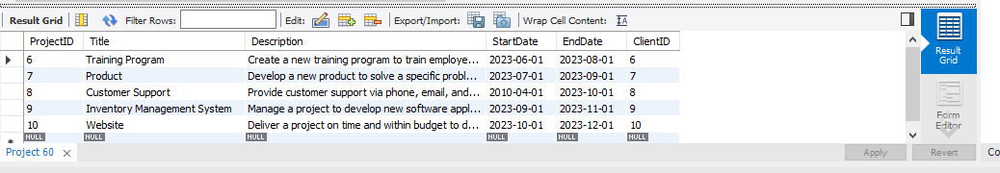 Result Grid Filter Rows: Edit: Export/Import: Wrap Cell Content: IA
ProjectID Title Description StartDate EndDate ClientID
6 Training Program Create a new training program to train employe... 2023-06-01 2023-08-01 6
7 Product Develop a new product to solve a specific probl... 2023-07-01 2023-09-01 7
8 Customer Support Provide customer support via phone, email, and... 2010-04-01 2023-10-01 8
9 Inventory Management System Manage a project to develop new software appl... 2023-09-01 2023-11-01 9
10 Website Deliver a project on time and within budget to d... 2023-10-01 2023-12-01 10
NULL NULL NULL NULL NULL NULL
Result
Grid
Form
Editor
Project 60 Apply Revert Co